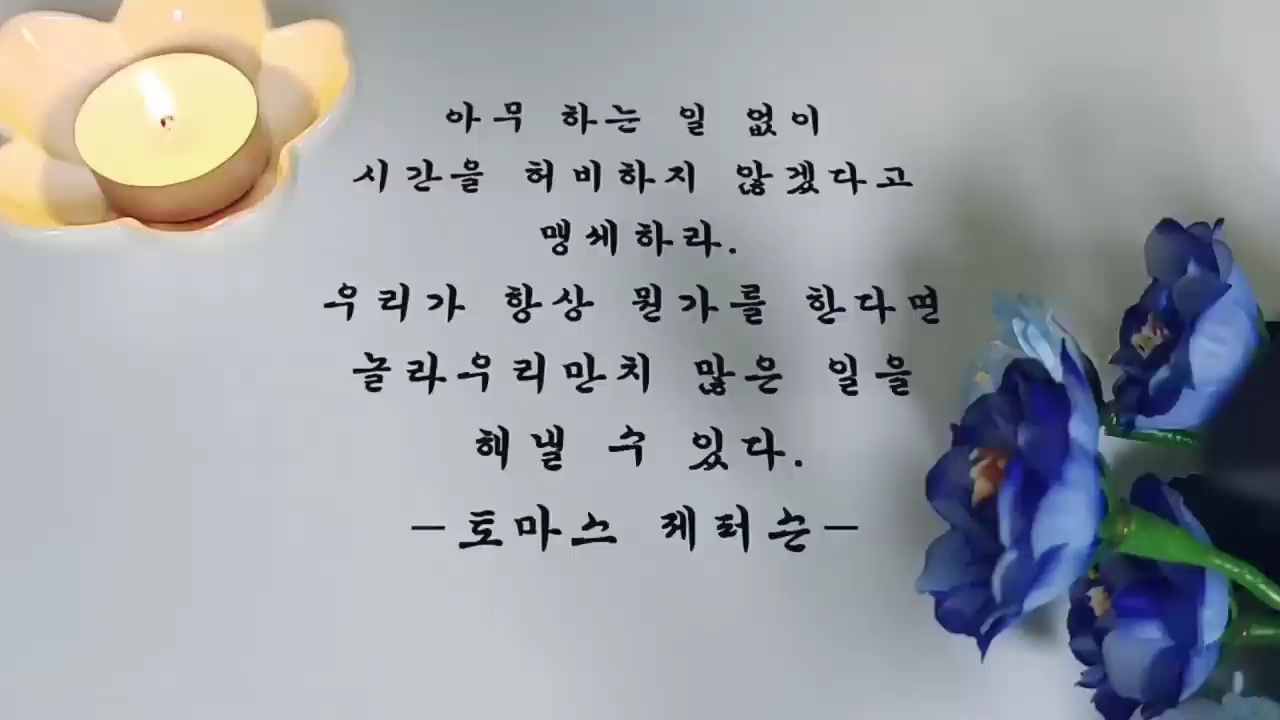 아무 하는 일 없이
시간을 허비하지 않겠다고
맹세하라.
우리가 항상 뭔가를 한다면
놀라우리만치 많은 일을
해낼 수 있다.
-토마스 제터슨-